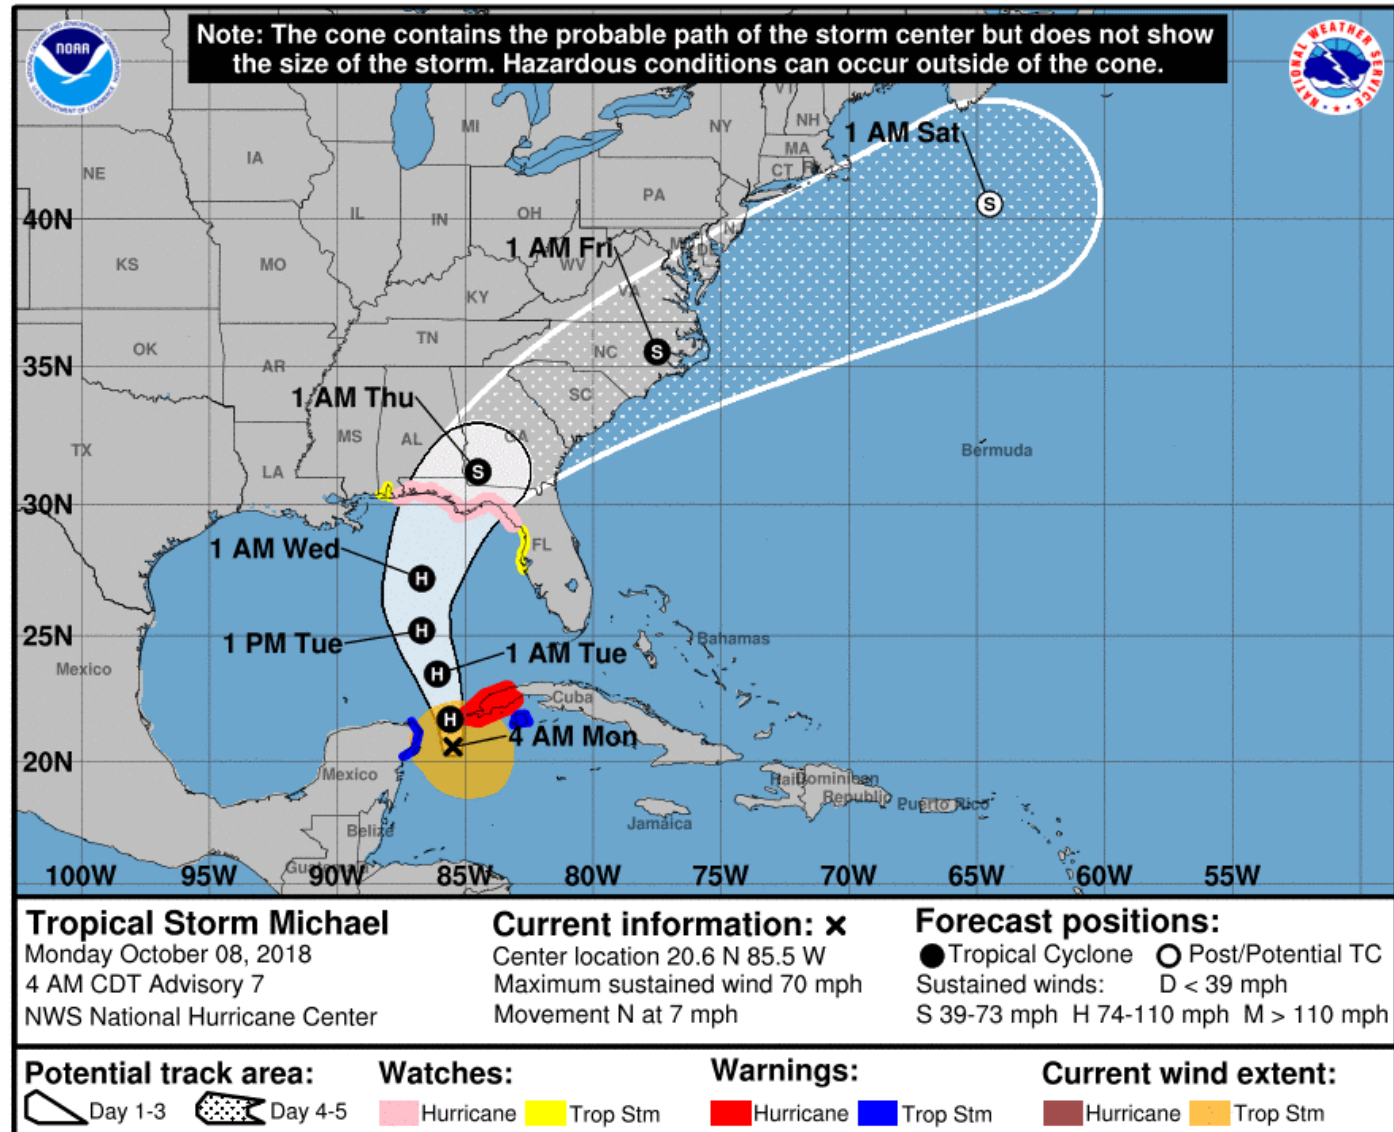 Note: The cone contains the probable path of the storm center but does not show
the size of the storm. Hazardous conditions can occur outside of the cone.
NOAA
NATIONAL WEATHER SERVICE
VT
NH
MI
NY
1 AM Sat
MA
IA
CT
NE
PA
40N
IL
IN
OH
1 AM Fri
DE
WV
KS
MO
VA
KY
TN
OK
NC
35N
AR
1 AM Thu
SC
MS
AL
GA
TX
LA
Bermuda
30N
1 AM Wed
FL
25N
1 PM Tue
Bahamas
1 AM Tue
Mexico
Cuba
4 AM Mon
20N
Mexico
Haiti
Dominican
Republic
Puerto Rico
Jamaica
Belize
Guatemala
100W 95W 90W 85W 80W 75W 70W 65W 60W 55W
H
H
H
H
S
S
S
Tropical Storm Michael
Monday October 08, 2018
4 AM CDT Advisory 7
NWS National Hurricane Center
Current information: ×
Center location 20.6 N 85.5 W
Maximum sustained wind 70 mph
Movement N at 7 mph
Forecast positions:
Tropical Cyclone Post/Potential TC
Sustained winds: D < 39 mph
S 39-73 mph H 74-110 mph M > 110 mph
Potential track area:
Day 1-3 Day 4-5
Watches:
Hurricane Trop Stm
Warnings:
Hurricane Trop Stm
Current wind extent:
Hurricane Trop Stm